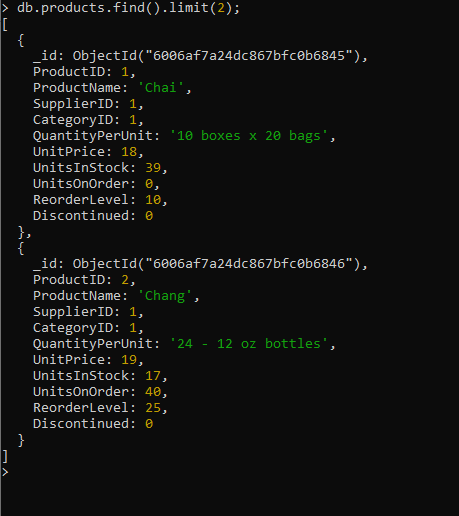 > db.products.find().limit(2);
[
  {
    _id: ObjectId("6006af7a24dc867bfc0b6845"),
    ProductID: 1,
    ProductName: 'Chai',
    SupplierID: 1,
    CategoryID: 1,
    QuantityPerUnit: '10 boxes x 20 bags',
    UnitPrice: 18,
    UnitsInStock: 39,
    UnitsOnOrder: 0,
    ReorderLevel: 10,
    Discontinued: 0
  },
  {
    _id: ObjectId("6006af7a24dc867bfc0b6846"),
    ProductID: 2,
    ProductName: 'Chang',
    SupplierID: 1,
    CategoryID: 1,
    QuantityPerUnit: '24 - 12 oz bottles',
    UnitPrice: 19,
    UnitsInStock: 17,
    UnitsOnOrder: 40,
    ReorderLevel: 25,
    Discontinued: 0
  }
]
>